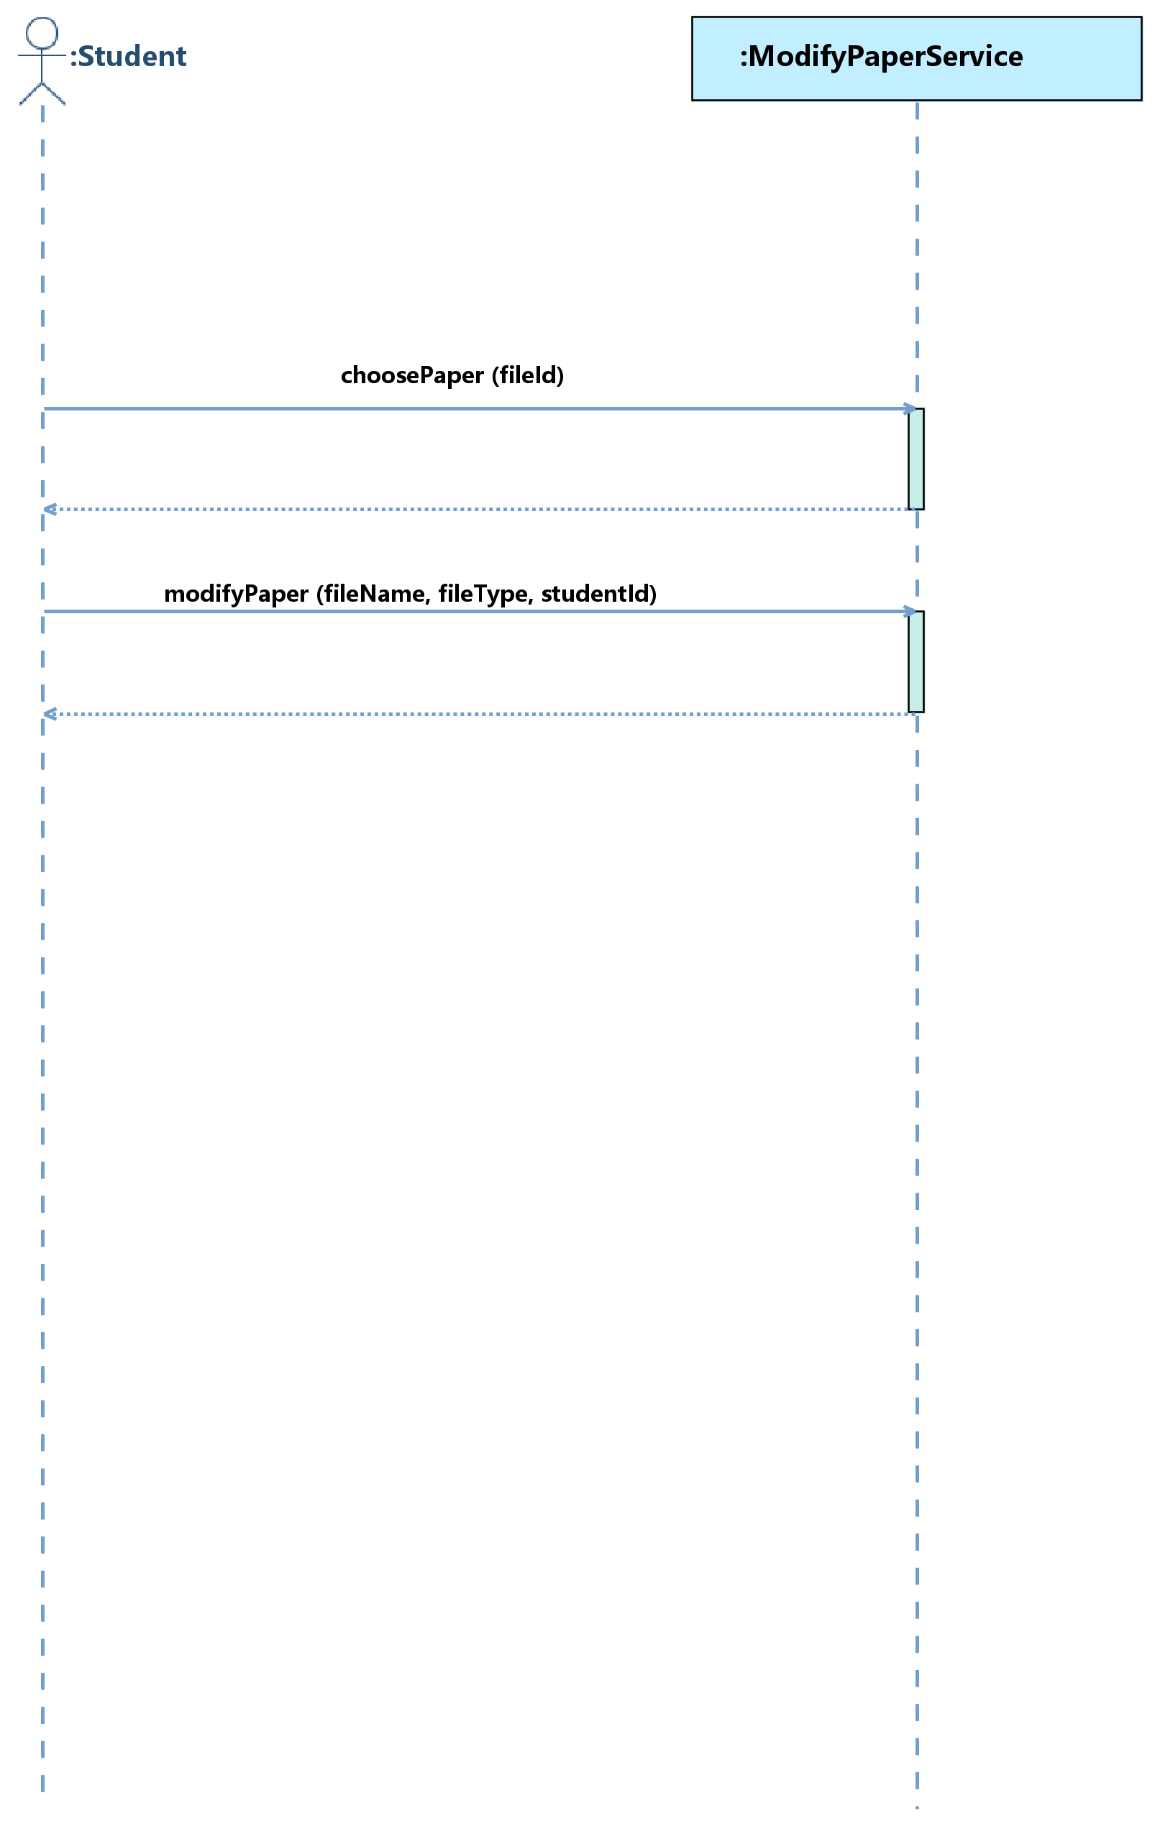 :Student
:ModifyPaperService
choosePaper (fileId)
modifyPaper (fileName, fileType, studentId)